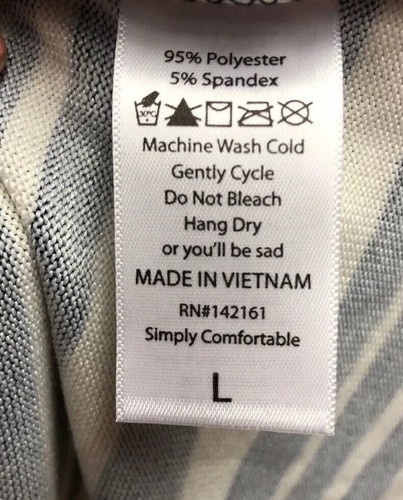 95% Polyester
5% Spandex
30°C
Machine Wash Cold
Gently Cycle
Do Not Bleach
Hang Dry
or you'll be sad
MADE IN VIETNAM
RN#142161
Simply Comfortable
L